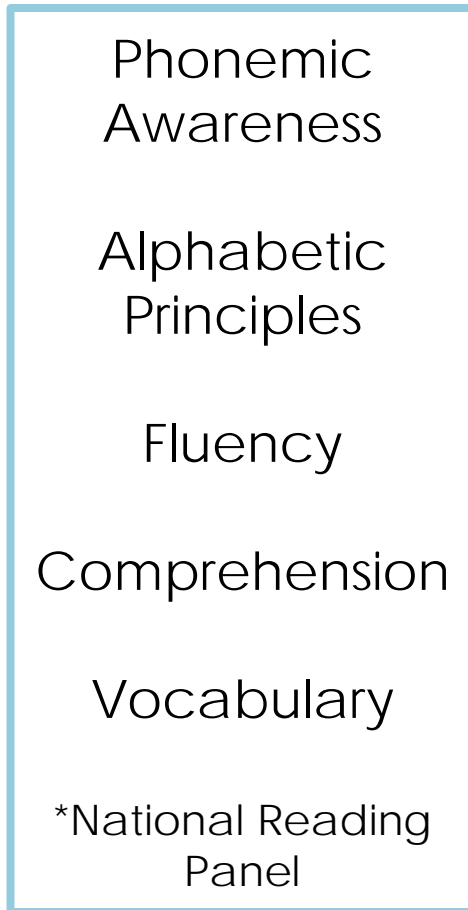 Phonemic
Awareness
Alphabetic
Principles
Fluency
Comprehension
Vocabulary
*National Reading
Panel